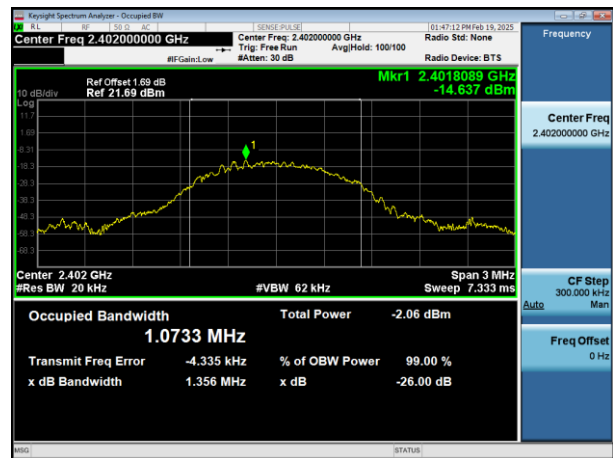 Keysight Spectrum Analyzer - Occupied BW
RL RF 50 Ω AC SENSE:PULSE 01:47:12 PM Feb 19, 2025
Center Freq 2.402000000 GHz Center Freq: 2.402000000 GHz Radio Std: None Frequency
Trig: Free Run Avg|Hold: 100/100
#IFGain:Low #Atten: 30 dB Radio Device: BTS
Ref Offset 1.69 dB Mkr1 2.4018089 GHz
10 dB/div Ref 21.69 dBm -14.637 dBm
Log
11.7
1.69
-8.31
-18.3
-28.3
-38.3
-48.3
-58.3
-68.3
1
Center 2.402 GHz Span 3 MHz
#Res BW 20 kHz #VBW 62 kHz Sweep 7.333 ms
Occupied Bandwidth Total Power -2.06 dBm
1.0733 MHz
Transmit Freq Error -4.335 kHz % of OBW Power 99.00 %
x dB Bandwidth 1.356 MHz x dB -26.00 dB
Center Freq
2.402000000 GHz
CF Step
300.000 kHz
Auto Man
Freq Offset
0 Hz
MSG STATUS